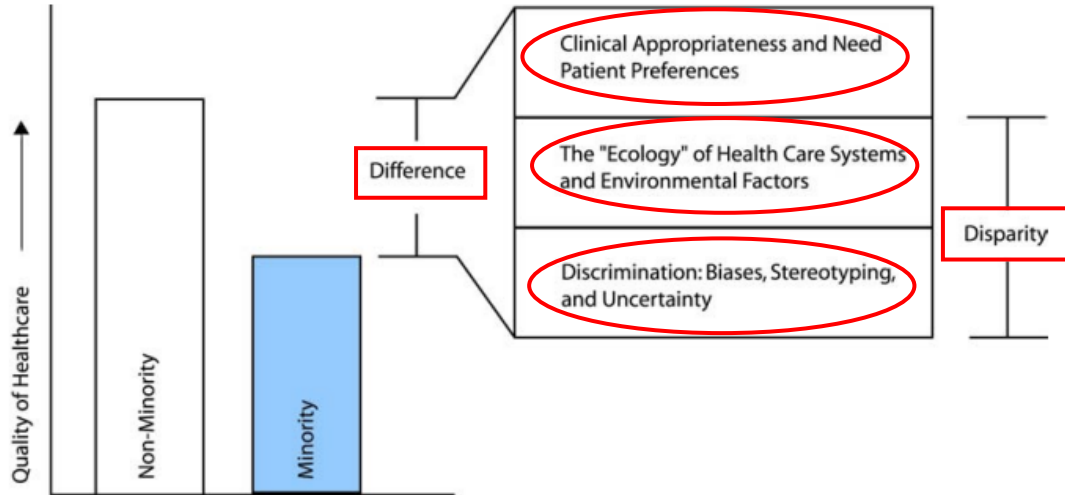 Quality of Healthcare
Non-Minority
Minority
Difference
Clinical Appropriateness and Need
Patient Preferences
The "Ecology" of Health Care Systems
and Environmental Factors
Discrimination: Biases, Stereotyping,
and Uncertainty
Disparity